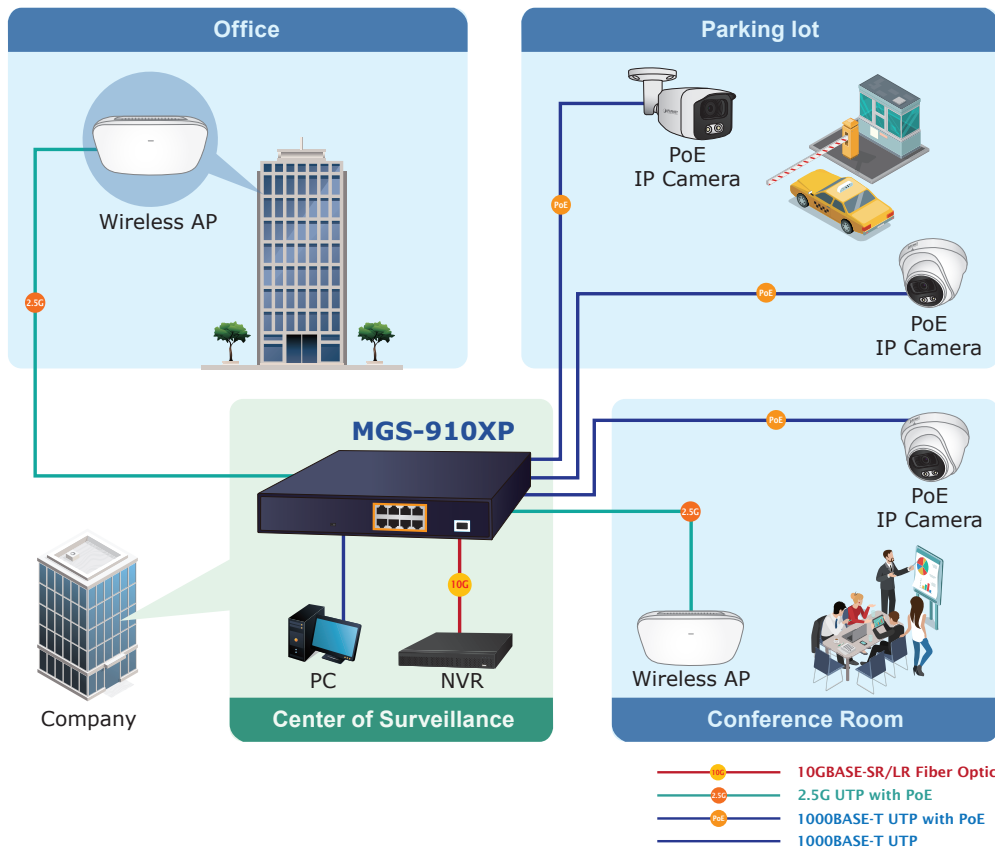 Office
Parking lot
PoE
IP Camera
Wireless AP
PoE
2.5G
PoE
PoE
IP Camera
MGS-910XP
PoE
PoE
IP Camera
2.5G
10G
PC
NVR
Wireless AP
Company
Center of Surveillance
Conference Room
10G
10GBASE-SR/LR Fiber Optic
2.5G
2.5G UTP with PoE
PoE
1000BASE-T UTP with PoE
1000BASE-T UTP